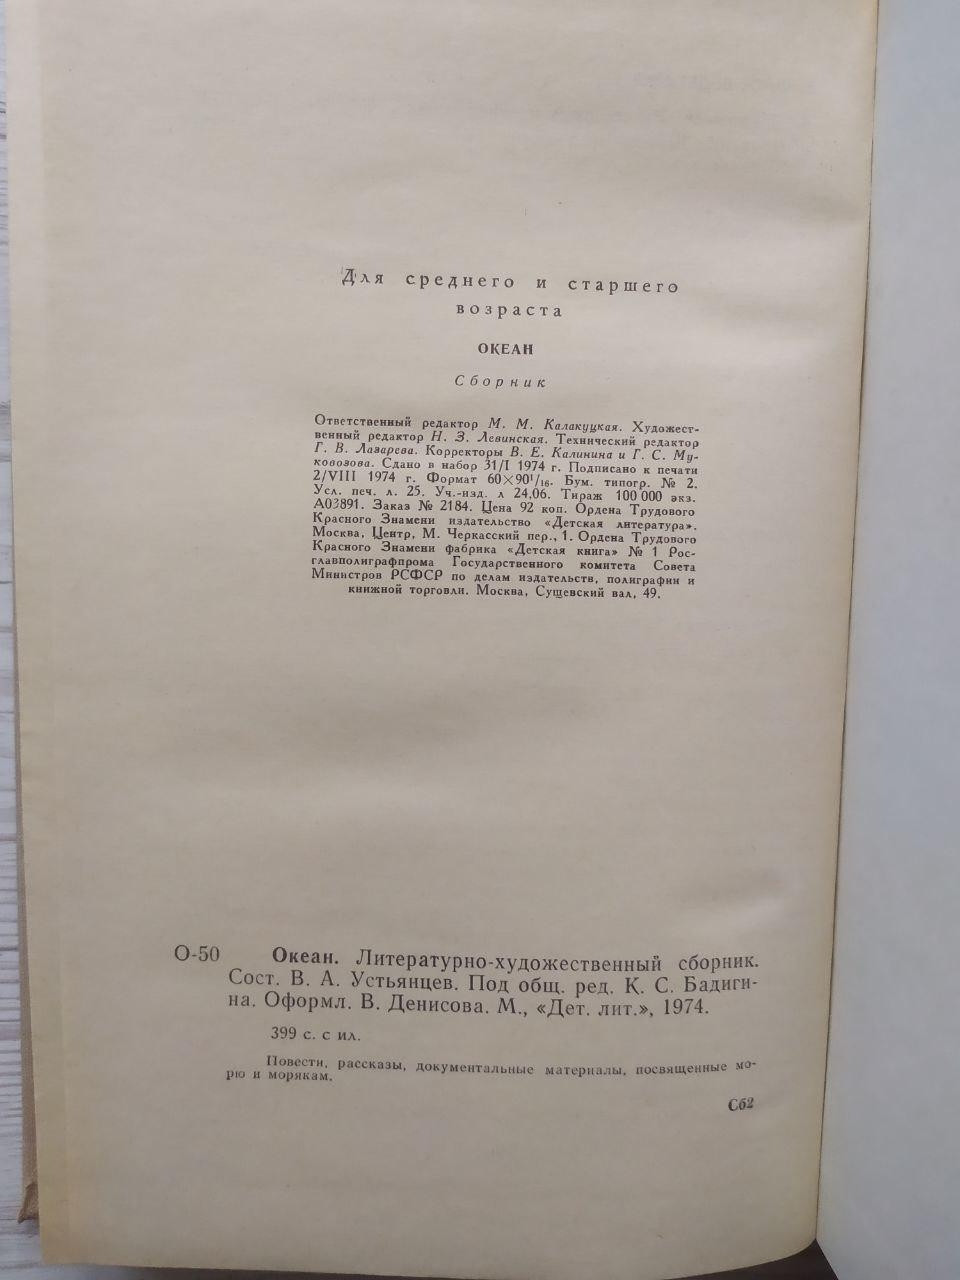 Для среднего и старшего
возраста
ОКЕАН
Сборник
Ответственный редактор М. М. Калакуцкая. Художест-
венный редактор Н. З. Левинская. Технический редактор
Г. В. Лазарева. Корректоры В. Е. Калинина и Г. С. Му-
ковозова. Сдано в набор 31/I 1974 г. Подписано к печати
2/VIII 1974 г. Формат 60×90¹/₁₆. Бум. типогр. № 2.
Усл. печ. л. 25. Уч.-изд. л 24,06. Тираж 100 000 экз.
А03891. Заказ № 2184. Цена 92 коп. Ордена Трудового
Красного Знамени издательство «Детская литература».
Москва, Центр, М. Черкасский пер., 1. Ордена Трудового
Красного Знамени фабрика «Детская книга» № 1 Рос-
главполиграфпрома Государственного комитета Совета
Министров РСФСР по делам издательств, полиграфии и
книжной торговли. Москва, Сущевский вал, 49.
О-50 Океан. Литературно-художественный сборник.
Сост. В. А. Устьянцев. Под общ. ред. К. С. Бадиги-
на. Оформл. В. Денисова. М., «Дет. лит.», 1974.
399 с. с ил.
Повести, рассказы, документальные материалы, посвященные мо-
рю и морякам.
Сб2